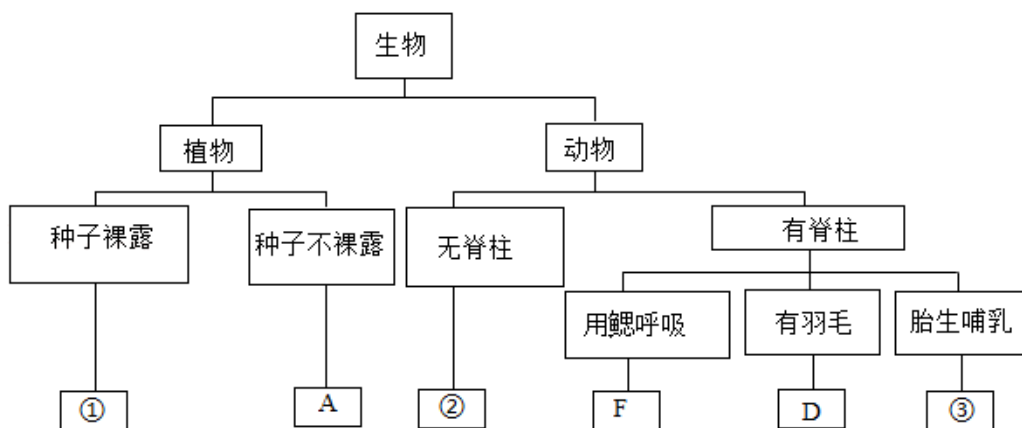 生物
植物
动物
种子裸露
种子不裸露
无脊柱
有脊柱
用鳃呼吸
有羽毛
胎生哺乳
①
A
②
F
D
③